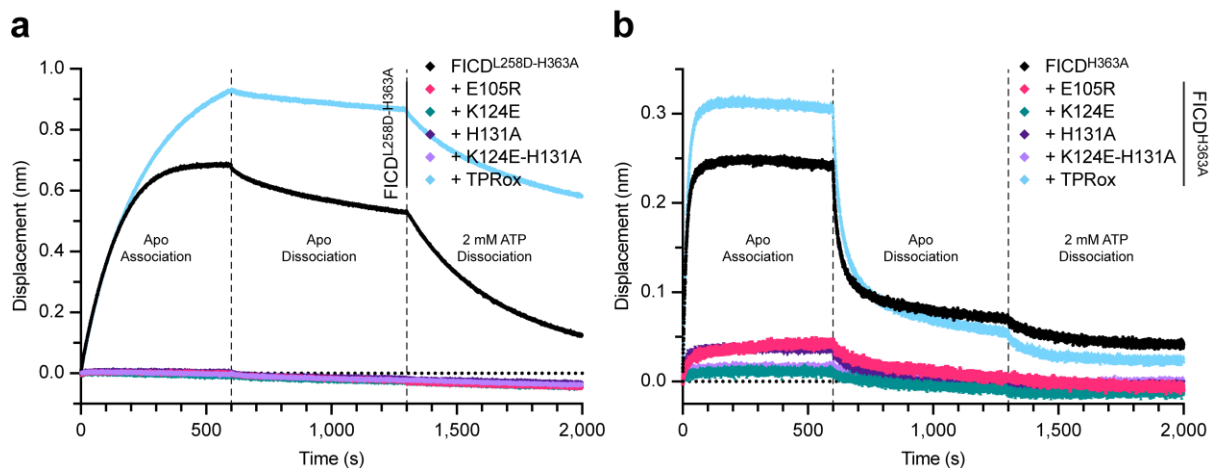 a
1.0
0.8
0.6
0.4
0.2
0.0
Displacement (nm)
0
500
1,000
1,500
2,000
Time (s)
Apo
Association
Apo
Dissociation
2 mM ATP
Dissociation
FICDL258D-H363A
+ E105R
+ K124E
+ H131A
+ K124E-H131A
+ TPRox
FICDL258D-H363A
b
0.3
0.2
0.1
0.0
Displacement (nm)
0
500
1,000
1,500
2,000
Time (s)
Apo
Association
Apo
Dissociation
2 mM ATP
Dissociation
FICDH363A
+ E105R
+ K124E
+ H131A
+ K124E-H131A
+ TPRox
FICDH363A